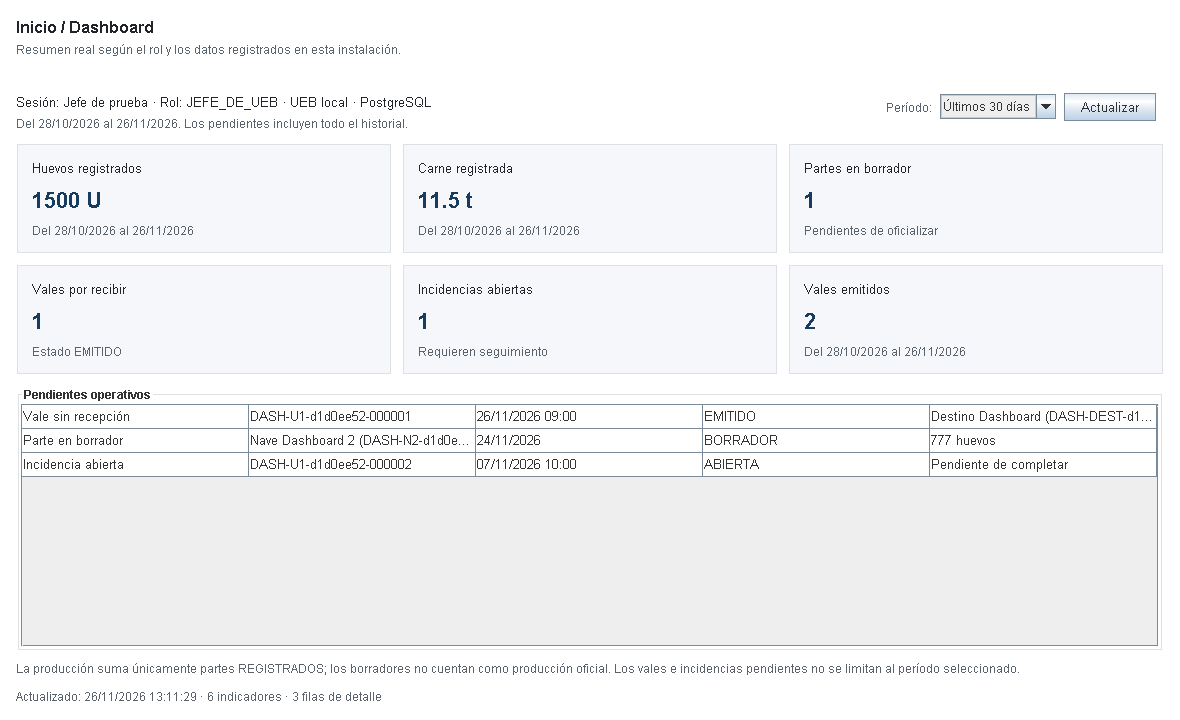 Inicio / Dashboard
Resumen real según el rol y los datos registrados en esta instalación.
Sesión: Jefe de prueba · Rol: JEFE_DE_UEB · UEB local · PostgreSQL
Del 28/10/2026 al 26/11/2026. Los pendientes incluyen todo el historial.
Período: Últimos 30 días Actualizar
Huevos registrados
1500 U
Del 28/10/2026 al 26/11/2026
Carne registrada
11.5 t
Del 28/10/2026 al 26/11/2026
Partes en borrador
1
Pendientes de oficializar
Vales por recibir
1
Estado EMITIDO
Incidencias abiertas
1
Requieren seguimiento
Vales emitidos
2
Del 28/10/2026 al 26/11/2026
Pendientes operativos
Vale sin recepción DASH-U1-d1d0ee52-000001 26/11/2026 09:00 EMITIDO Destino Dashboard (DASH-DEST-d1...
Parte en borrador Nave Dashboard 2 (DASH-N2-d1d0e... 24/11/2026 BORRADOR 777 huevos
Incidencia abierta DASH-U1-d1d0ee52-000002 07/11/2026 10:00 ABIERTA Pendiente de completar
La producción suma únicamente partes REGISTRADOS; los borradores no cuentan como producción oficial. Los vales e incidencias pendientes no se limitan al período seleccionado.
Actualizado: 26/11/2026 13:11:29 · 6 indicadores · 3 filas de detalle